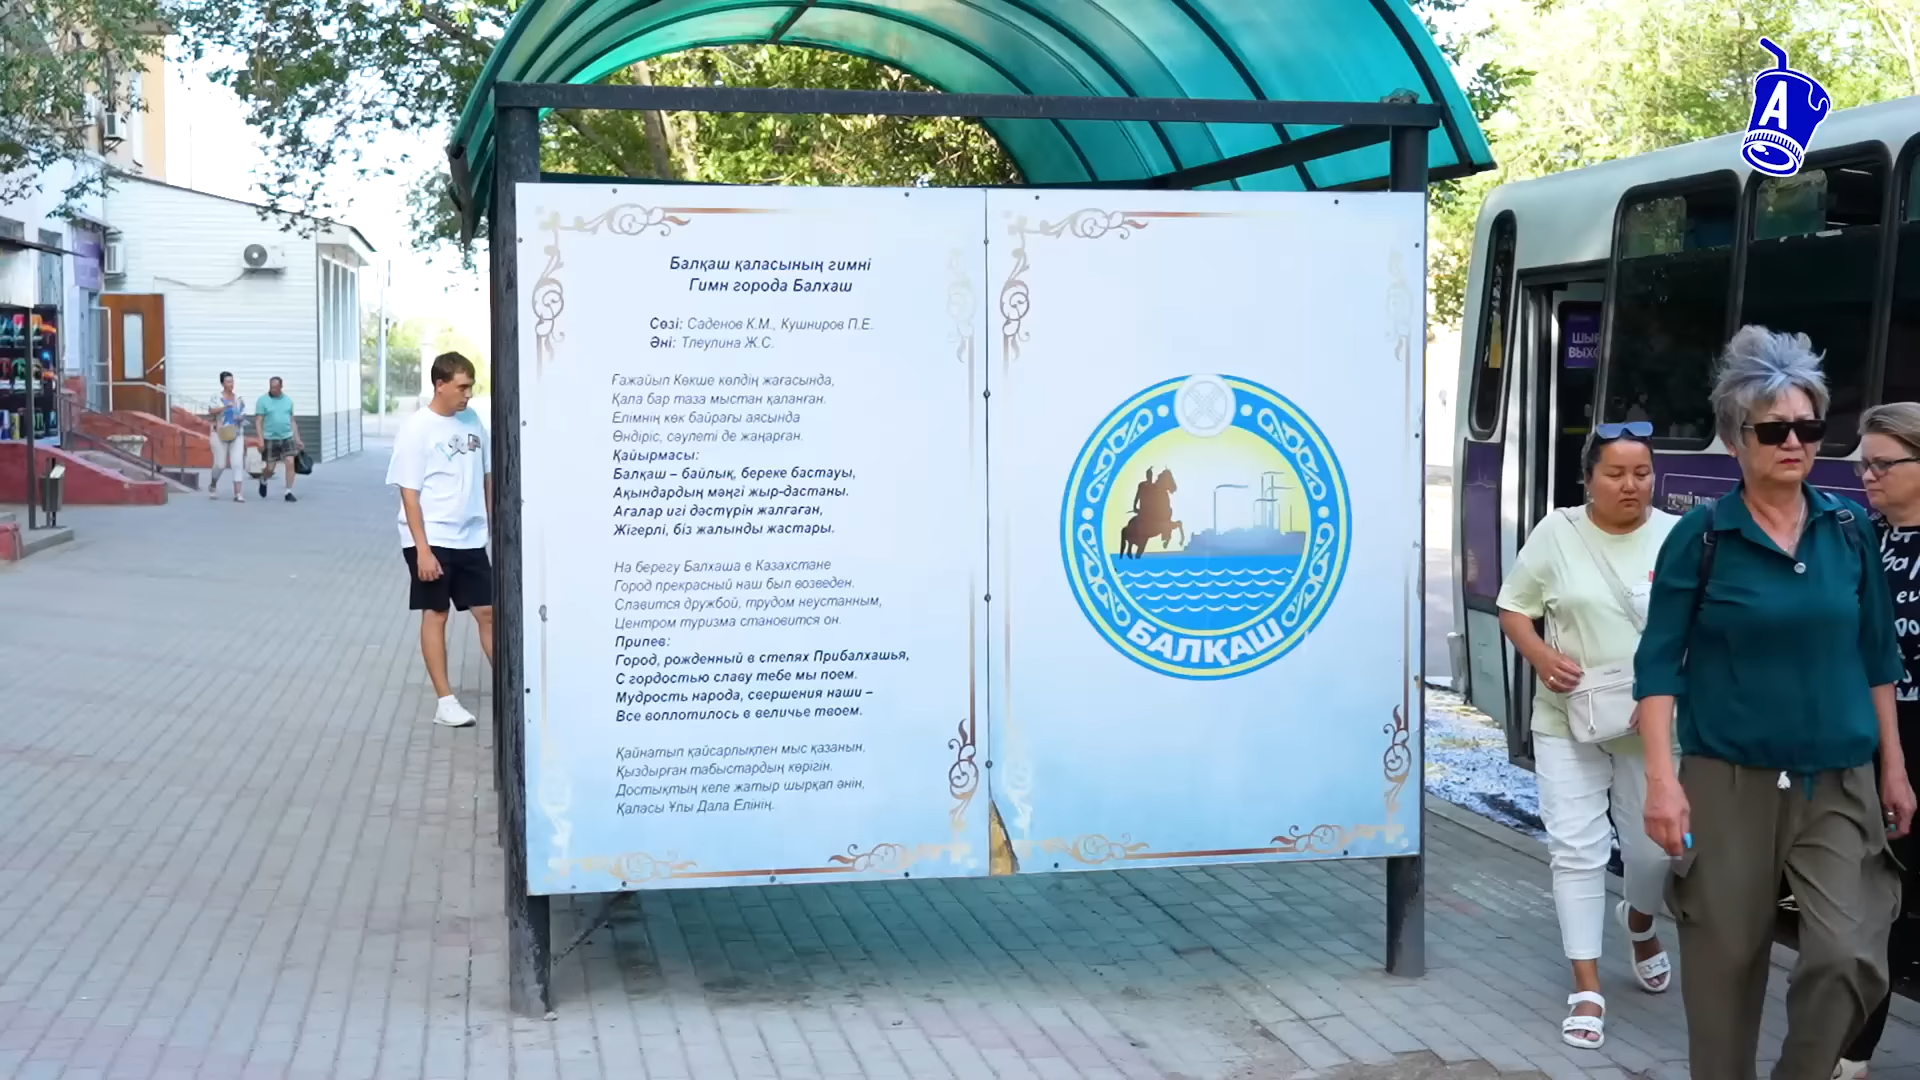 Балқаш қаласының гимні
Гимн города Балхаш
Сөзі: Саденов К.М., Кушниров П.Е.
Әні: Тлеулина Ж.С.
Ғажайып Көкше көлдің жағасында,
Қала бар таза мыстан қаланған.
Елімнің көк байрағы аясында
Өндіріс, сәулеті де жаңарған.
Қайырмасы:
Балқаш – байлық, береке бастауы,
Ақындардың мәңгі жыр-дастаны.
Ағалар игі дәстүрін жалғаған,
Жігерлі, біз жалынды жастары.
На берегу Балхаша в Казахстане
Город прекрасный наш был возведен.
Славится дружбой, трудом неустанным,
Центром туризма становится он.
Припев:
Город, рожденный в степях Прибалхашья,
С гордостью славу тебе мы поем.
Мудрость народа, свершения наши –
Все воплотилось в величье твоем.
Қайнатып қайсарлықпен мыс қазанын,
Қыздырған табыстардың көрігін.
Достықтың келе жатыр шырқап әнін,
Қаласы Ұлы Дала Елінің.
БАЛҚАШ
A
ШЫҒ
ВЫХО